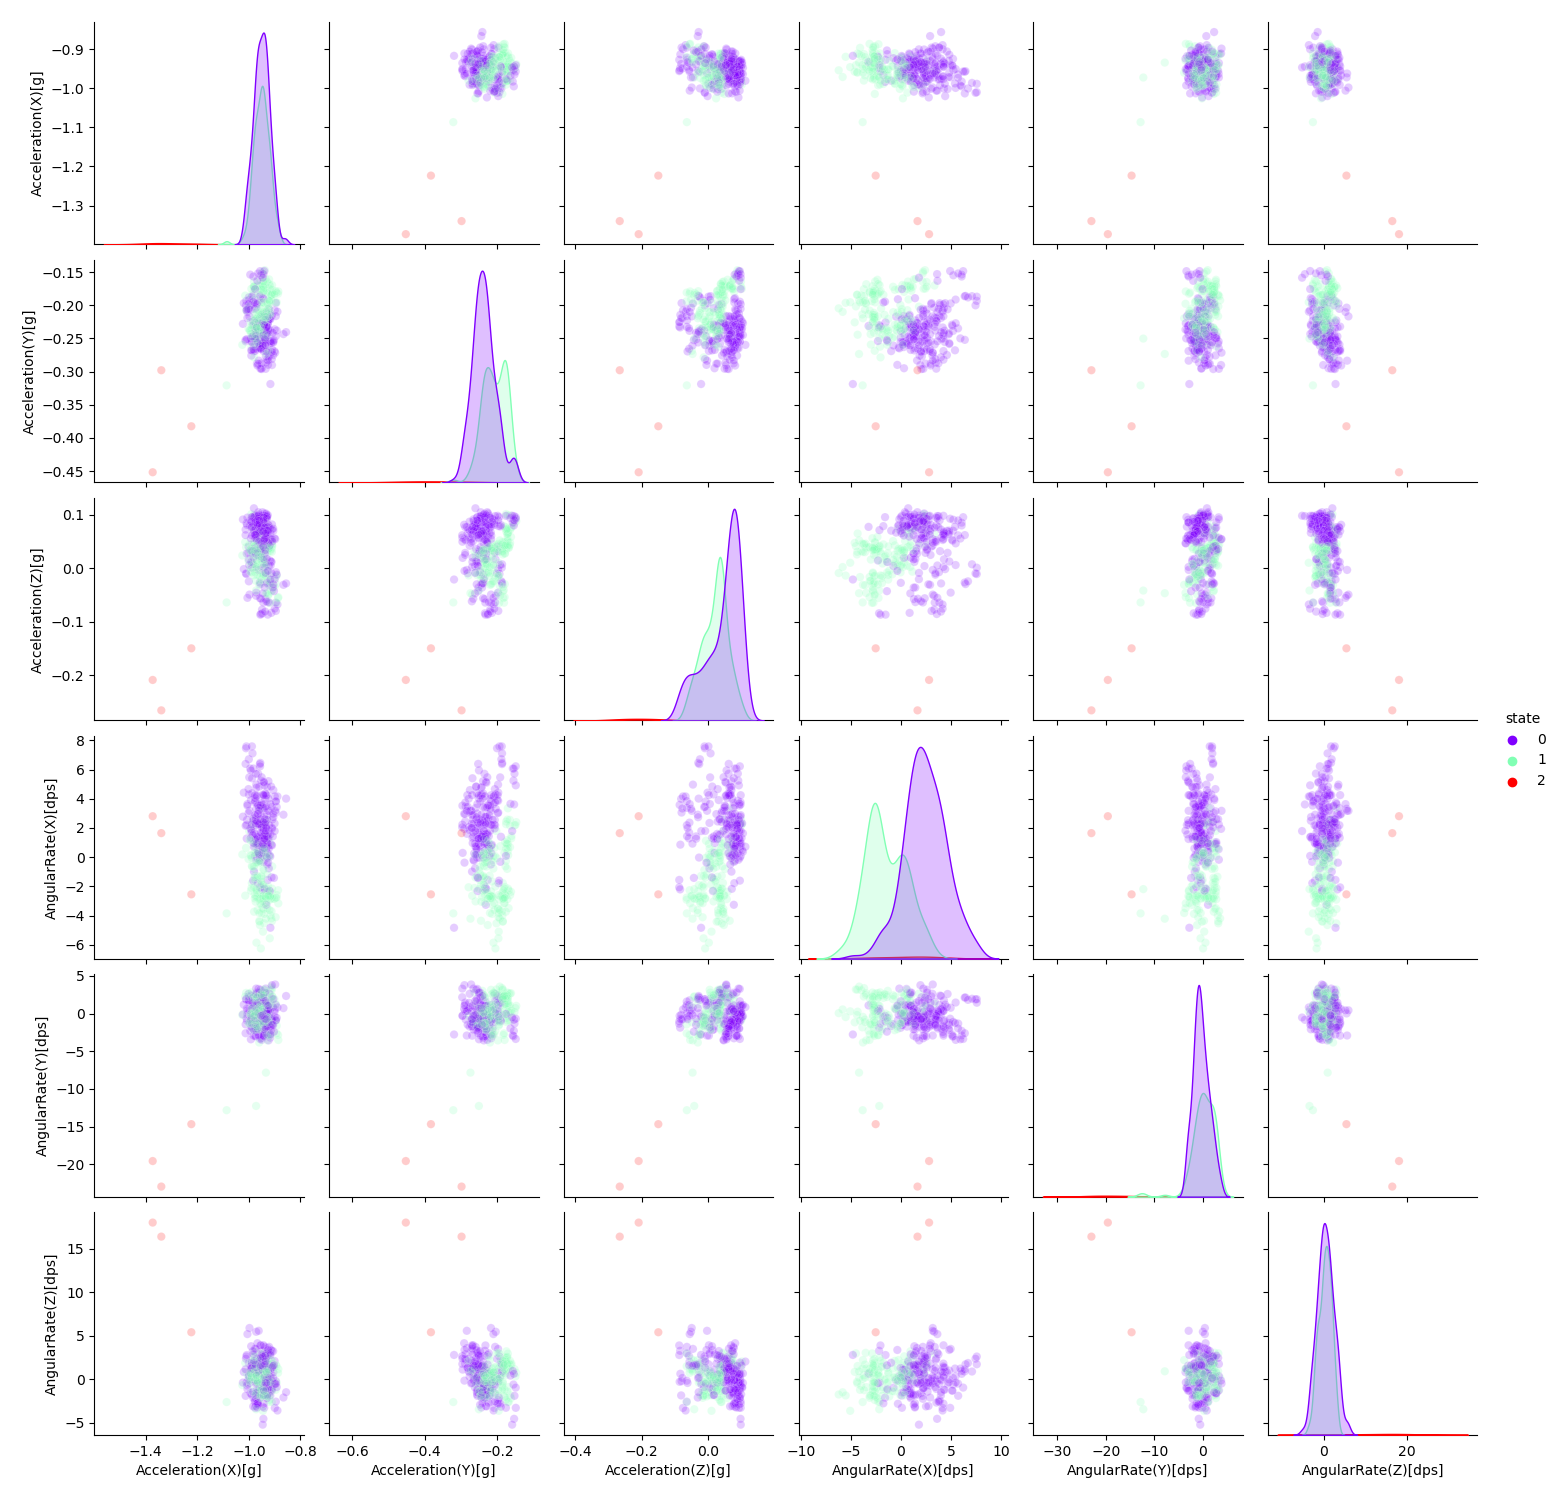 Acceleration(X)[g]
−0.9
−1.0
−1.1
−1.2
−1.3
Acceleration(Y)[g]
−0.15
−0.20
−0.25
−0.30
−0.35
−0.40
−0.45
Acceleration(Z)[g]
0.1
0.0
−0.1
−0.2
state
0
1
2
AngularRate(X)[dps]
8
6
4
2
0
−2
−4
−6
AngularRate(Y)[dps]
5
0
−5
−10
−15
−20
AngularRate(Z)[dps]
15
10
5
0
−5
−1.4 −1.2 −1.0 −0.8
−0.6 −0.4 −0.2
−0.4 −0.2 0.0
−10 −5 0 5 10
−30 −20 −10 0
0 20
Acceleration(X)[g]
Acceleration(Y)[g]
Acceleration(Z)[g]
AngularRate(X)[dps]
AngularRate(Y)[dps]
AngularRate(Z)[dps]